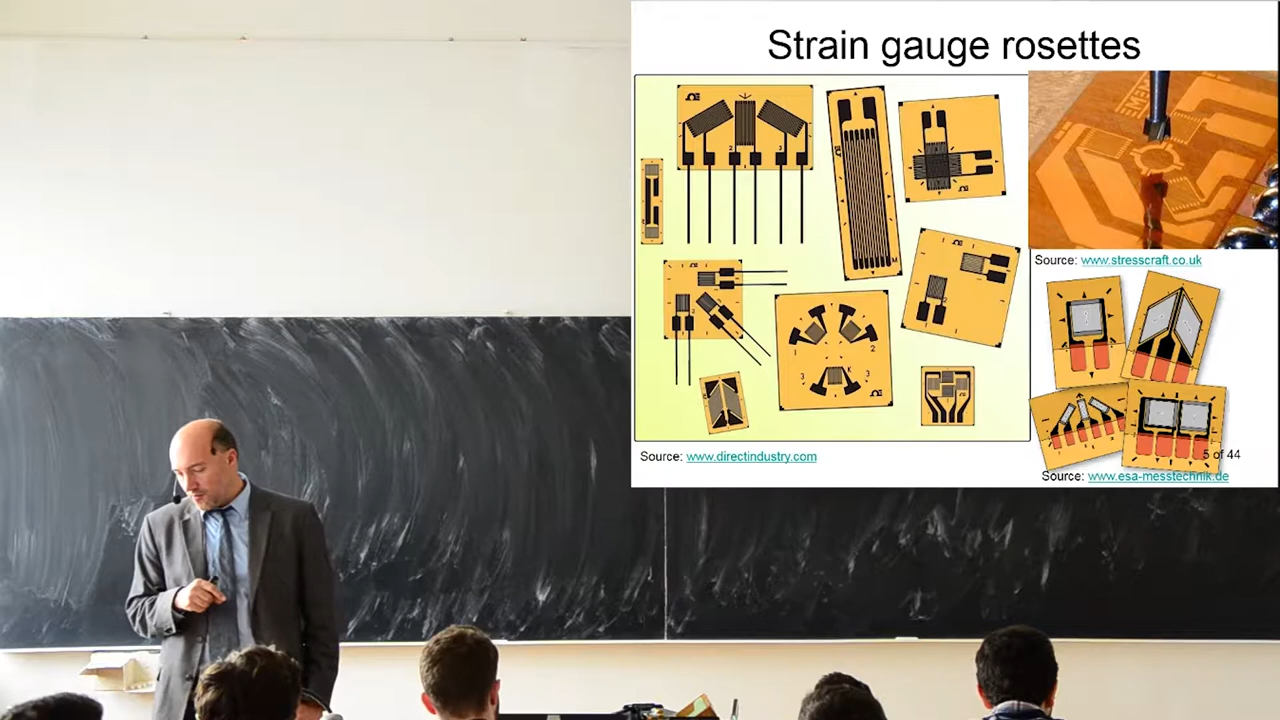 Strain gauge rosettes
Source: www.stresscraft.co.uk
Source: www.directindustry.com
5 of 44
Source: www.esa-messtechnik.de